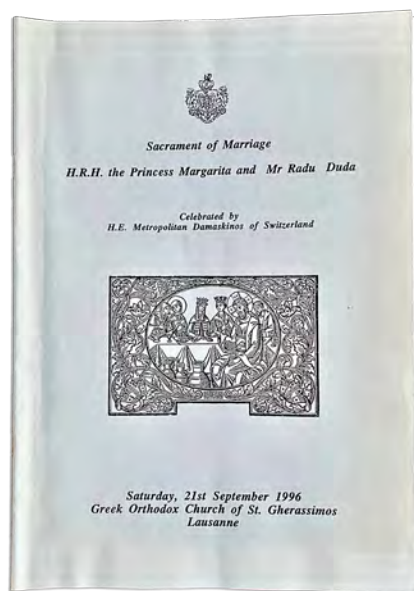 Sacrament of Marriage
H.R.H. the Princess Margarita and Mr Radu Duda
Celebrated by
H.E. Metropolitan Damaskinos of Switzerland
Saturday, 21st September 1996
Greek Orthodox Church of St. Gherassimos
Lausanne